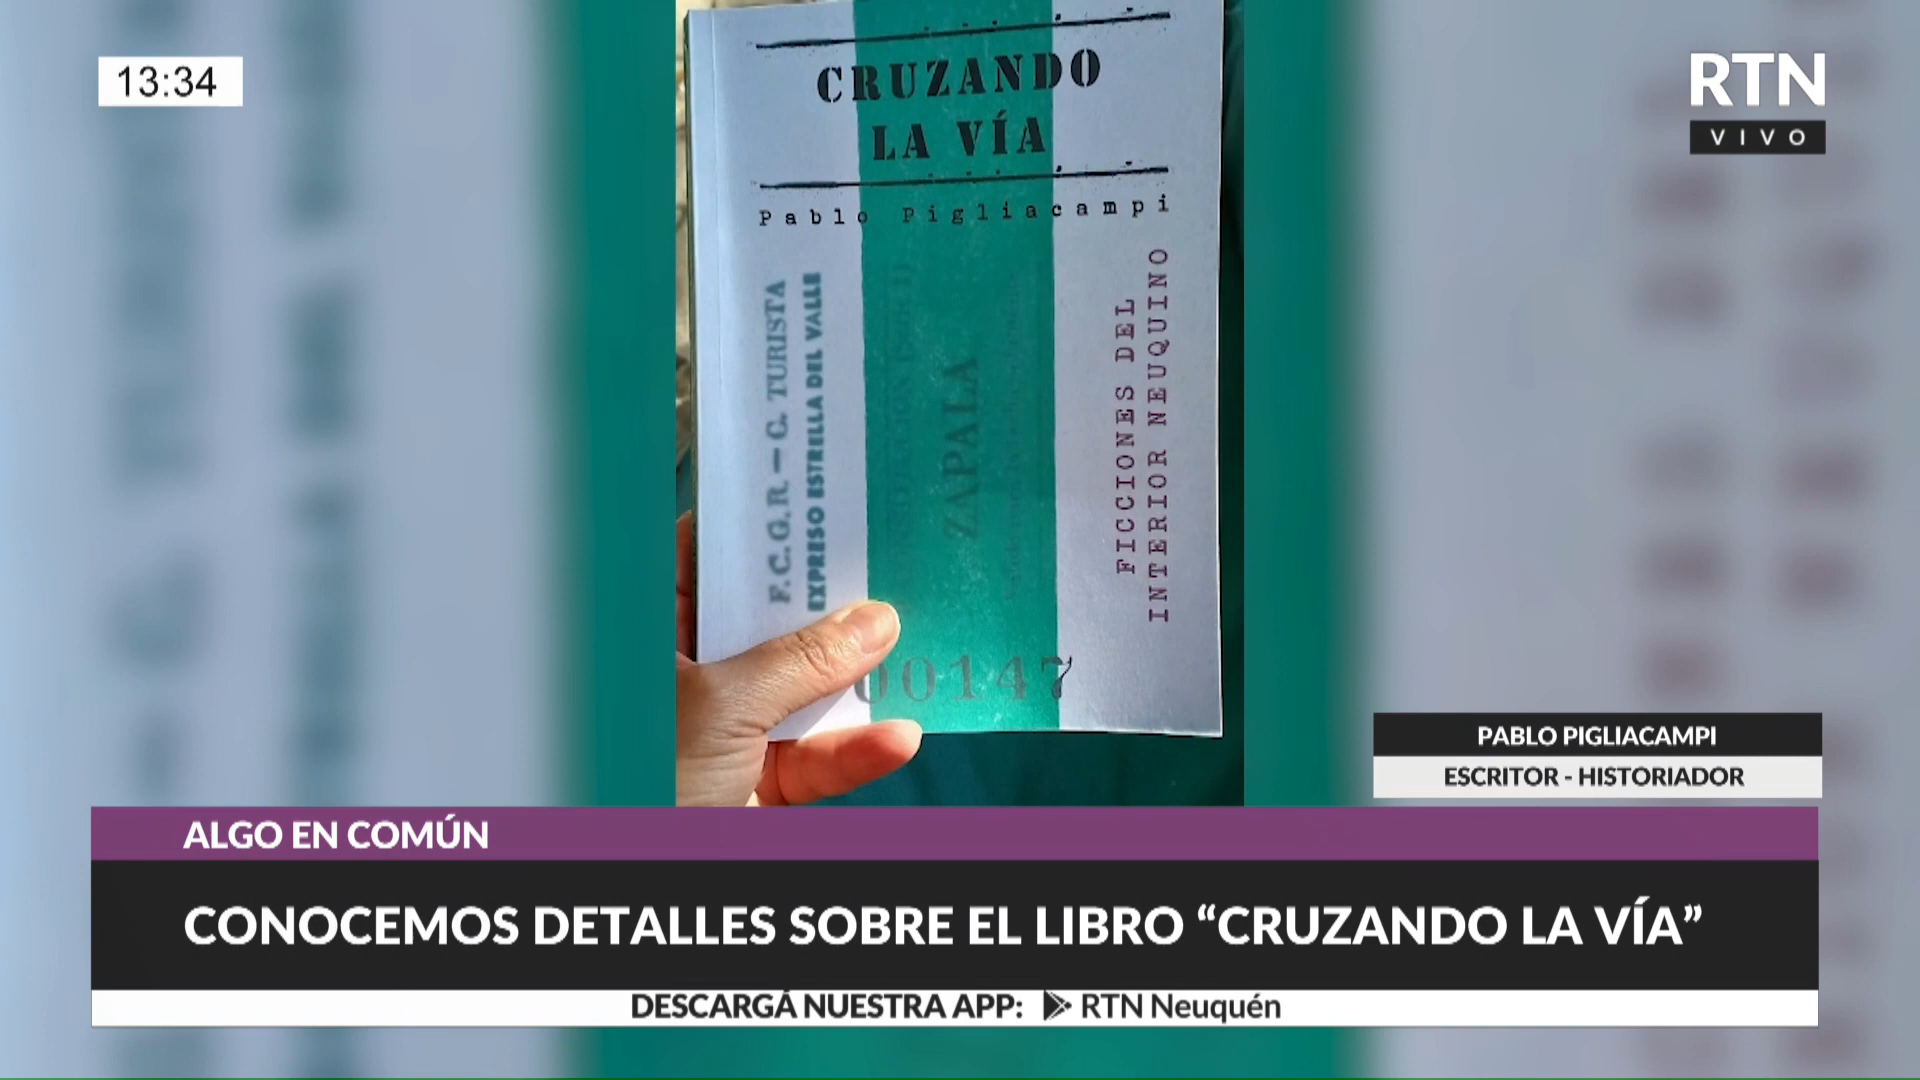 13:34
RTN
VIVO
CRUZANDO
LA VÍA
Pablo Pigliacampi
F.C.G.R. — C. TURISTA
EXPRESO ESTRELLA DEL VALLE
ZAPALA
FICCIONES DEL
INTERIOR NEUQUINO
00147
PABLO PIGLIACAMPI
ESCRITOR - HISTORIADOR
ALGO EN COMÚN
CONOCEMOS DETALLES SOBRE EL LIBRO “CRUZANDO LA VÍA”
DESCARGÁ NUESTRA APP: RTN Neuquén